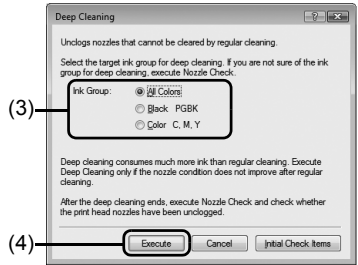 Deep Cleaning
Unclogs nozzles that cannot be cleared by regular cleaning.
Select the target ink group for deep cleaning. If you are not sure of the ink
group for deep cleaning, execute Nozzle Check.
(3)
Ink Group: All Colors
Black PGBK
Color C, M, Y
Deep cleaning consumes much more ink than regular cleaning. Execute
Deep Cleaning only if the nozzle condition does not improve after regular
cleaning.
After the deep cleaning ends, execute Nozzle Check and check whether
the print head nozzles have been unclogged.
(4) Execute Cancel Initial Check Items